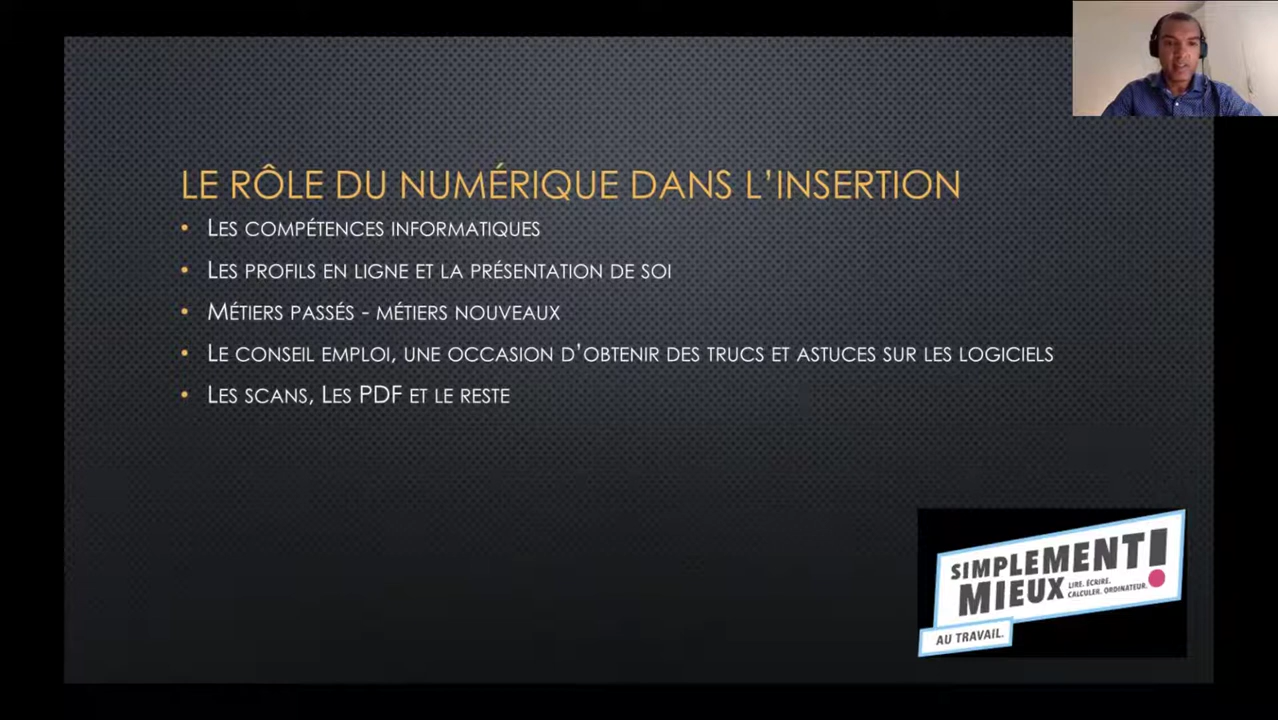 LE RÔLE DU NUMÉRIQUE DANS L'INSERTION
• LES COMPÉTENCES INFORMATIQUES
• LES PROFILS EN LIGNE ET LA PRÉSENTATION DE SOI
• MÉTIERS PASSÉS - MÉTIERS NOUVEAUX
• LE CONSEIL EMPLOI, UNE OCCASION D'OBTENIR DES TRUCS ET ASTUCES SUR LES LOGICIELS
• LES SCANS, LES PDF ET LE RESTE
SIMPLEMENT
MIEUX!
LIRE. ÉCRIRE.
CALCULER. ORDINATEUR.
AU TRAVAIL.